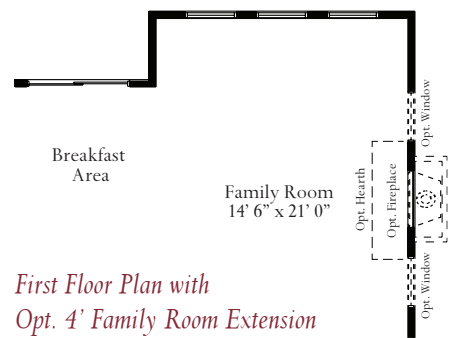 Opt. Window
Breakfast
Area
Family Room
14' 6” x 21' 0”
Opt. Hearth
Opt. Fireplace
Opt. Window
First Floor Plan with
Opt. 4' Family Room Extension